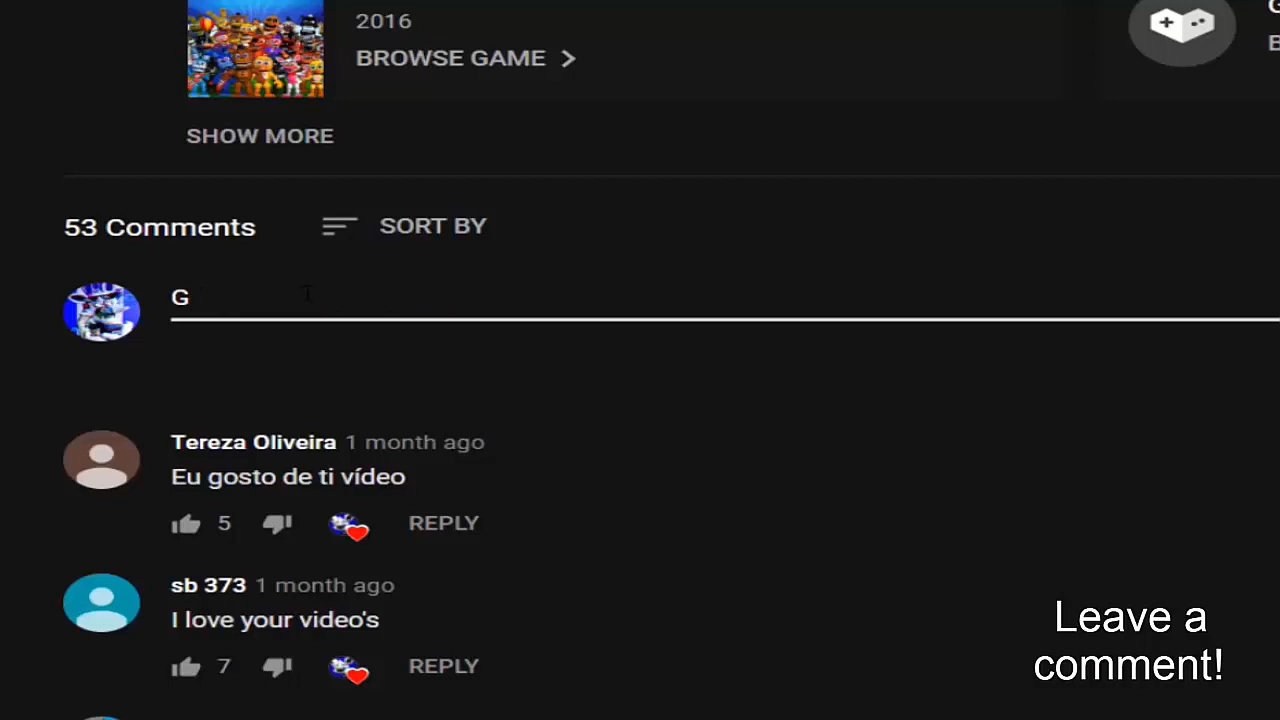 2016
BROWSE GAME
SHOW MORE
53 Comments
SORT BY
G
Tereza Oliveira 1 month ago
Eu gosto de ti vídeo
5
REPLY
sb 373 1 month ago
I love your video's
7
REPLY
Leave a
comment!